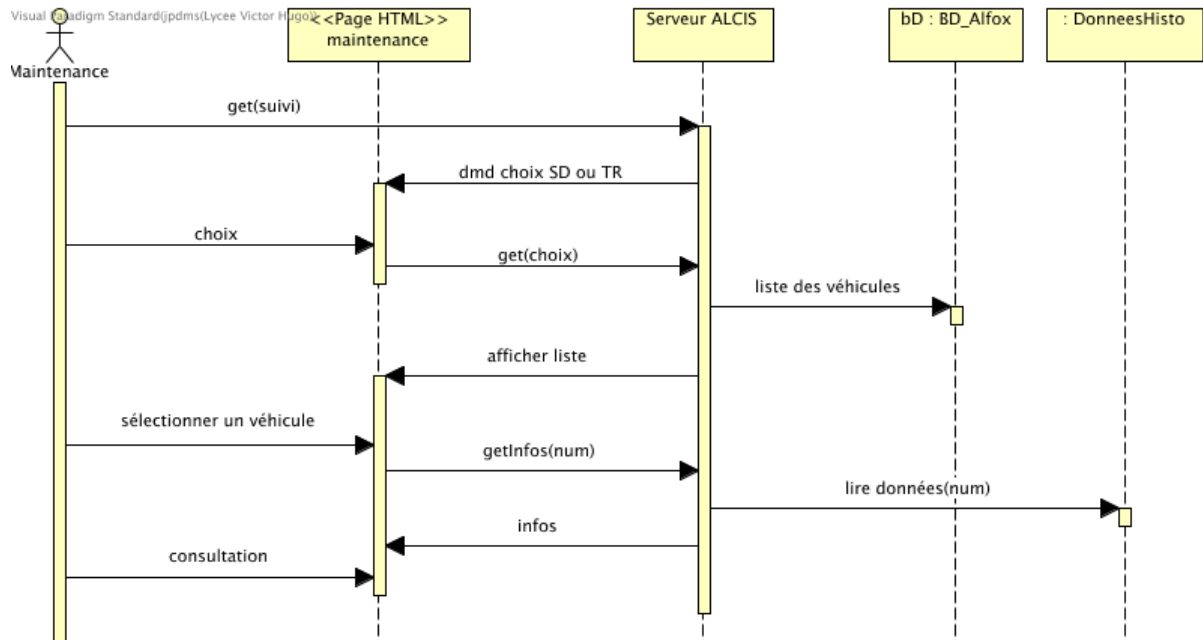 Visual Paradigm Standard(jpdms(Lycee Victor Hugo))
Maintenance
<<Page HTML>>
maintenance
Serveur ALCIS
bD : BD_Alfox
: DonneesHisto
get(suivi)
dmd choix SD ou TR
choix
get(choix)
liste des véhicules
afficher liste
sélectionner un véhicule
getInfos(num)
lire données(num)
infos
consultation